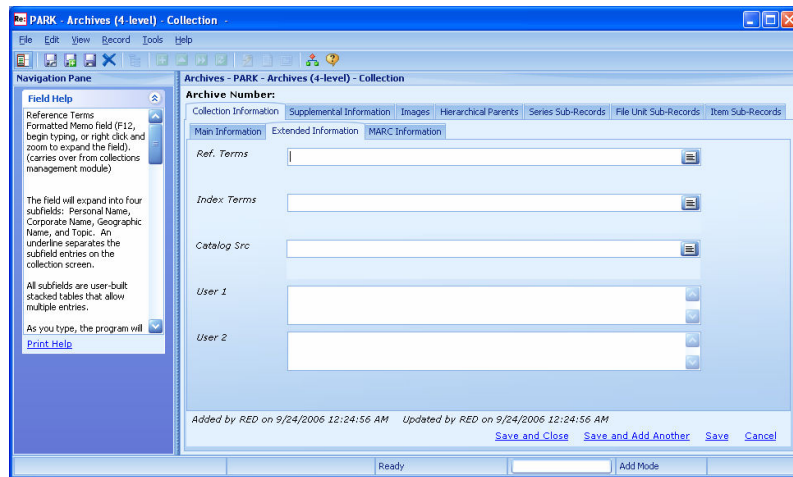 Re: PARK - Archives (4-level) - Collection -
File Edit View Record Tools Help
Navigation Pane
Field Help
Reference Terms
Formatted Memo field (F12,
begin typing, or right click and
zoom to expand the field).
(carries over from collections
management module)
The field will expand into four
subfields: Personal Name,
Corporate Name, Geographic
Name, and Topic. An
underline separates the
subfield entries on the
collection screen.
All subfields are user-built
stacked tables that allow
multiple entries.
As you type, the program will
Print Help
Archives - PARK - Archives (4-level) - Collection
Archive Number:
Collection Information Supplemental Information Images Hierarchical Parents Series Sub-Records File Unit Sub-Records Item Sub-Records
Main Information Extended Information MARC Information
Ref. Terms
Index Terms
Catalog Src
User 1
User 2
Added by RED on 9/24/2006 12:24:56 AM Updated by RED on 9/24/2006 12:24:56 AM
Save and Close Save and Add Another Save Cancel
Ready Add Mode